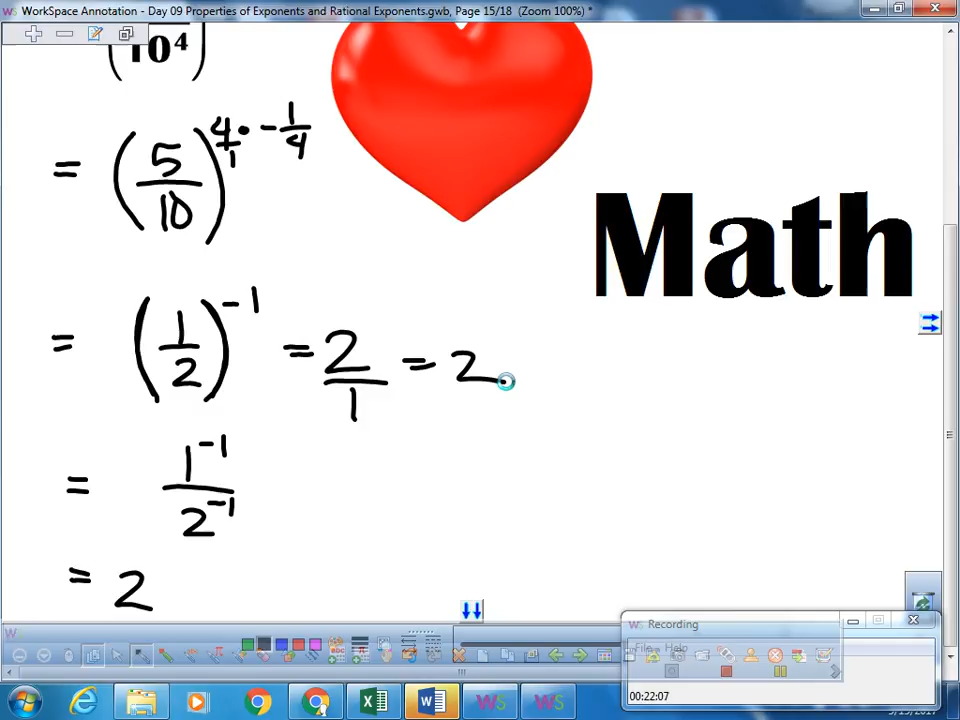 WorkSpace Annotation - Day 09 Properties of Exponents and Rational Exponents.gwb, Page 15/18 (Zoom 100%) *
(10⁴)
= (5/10)^(4/1 • -1/4)
Math
= (1/2)⁻¹ = 2/1 = 2
= 1⁻¹/2⁻¹
= 2
Recording
File Help
00:22:07